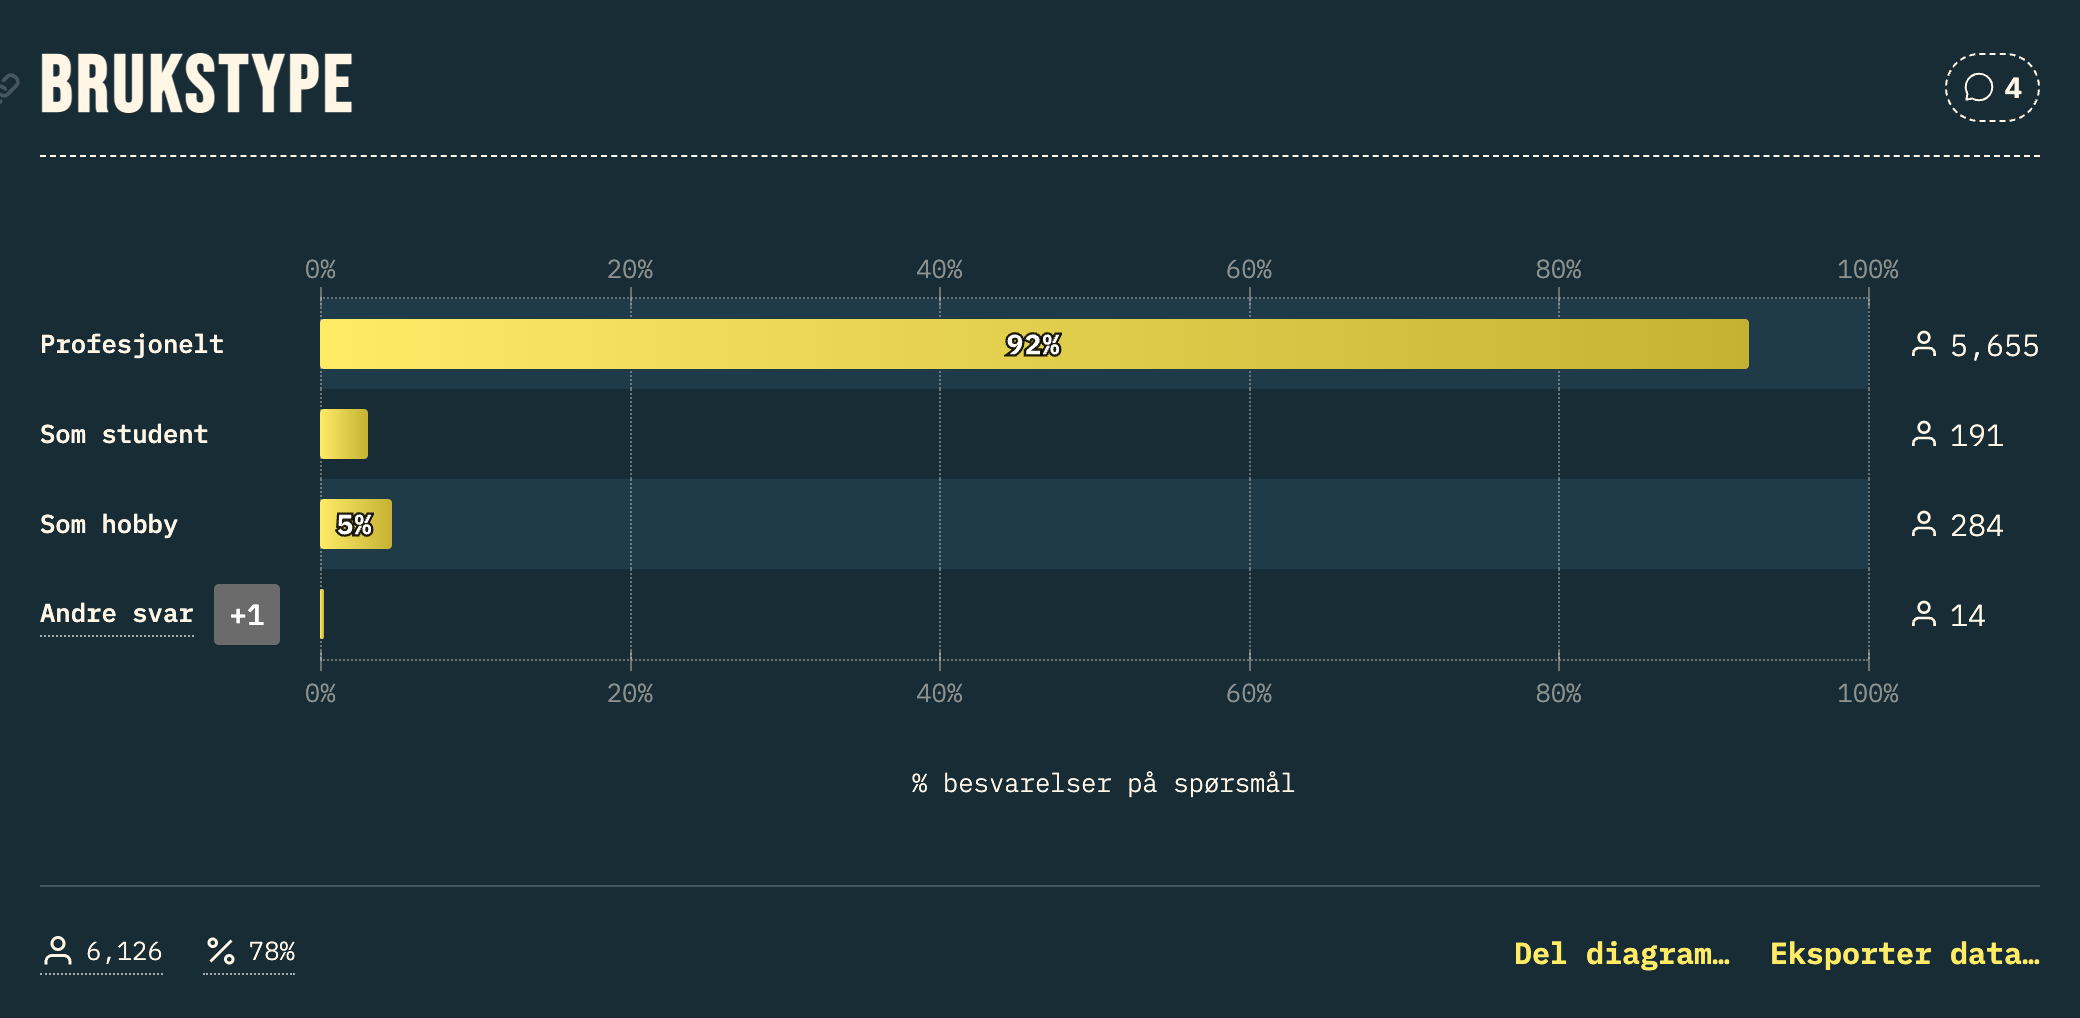 BRUKSTYPE
4
0% 20% 40% 60% 80% 100%
Profesjonelt 92% 5,655
Som student 191
Som hobby 5% 284
Andre svar +1 14
0% 20% 40% 60% 80% 100%
% besvarelser på spørsmål
6,126 78% Del diagram… Eksporter data…